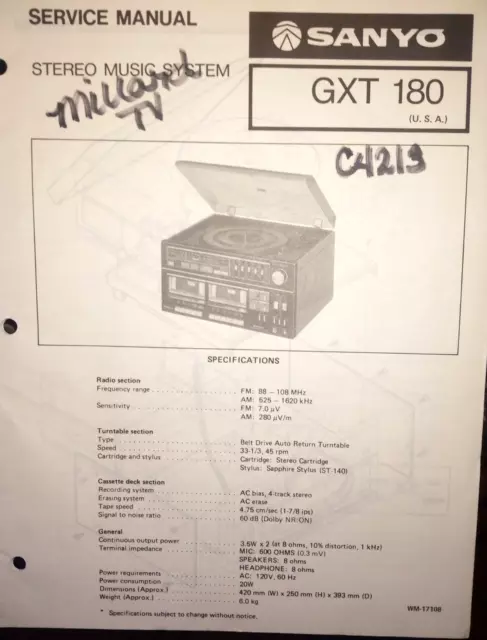 SERVICE MANUAL
SANYO
STEREO MUSIC SYSTEM
GXT 180
(U. S. A.)
Millard
TV
C4213
SPECIFICATIONS
Radio section
Frequency range . . . . . . . . . . . . . . . . FM: 88 – 108 MHz
AM: 525 – 1620 kHz
Sensitivity . . . . . . . . . . . . . . . . FM: 7.0 µV
AM: 280 µV/m
Turntable section
Type . . . . . . . . . . . . . . . . Belt Drive Auto Return Turntable
Speed . . . . . . . . . . . . . . . . 33-1/3, 45 rpm
Cartridge and stylus . . . . . . . . . . . . . . . . Cartridge: Stereo Cartridge
Stylus: Sapphire Stylus (ST-140)
Cassette deck section
Recording system . . . . . . . . . . . . . . . . AC bias, 4-track stereo
Erasing system . . . . . . . . . . . . . . . . AC erase
Tape speed . . . . . . . . . . . . . . . . 4.75 cm/sec (1-7/8 ips)
Signal to noise ratio . . . . . . . . . . . . . . . . 60 dB (Dolby NR:ON)
General
Continuous output power . . . . . . . . . . . . . . . . 3.6W x 2 (at 8 ohms, 10% distortion, 1 kHz)
Terminal impedance . . . . . . . . . . . . . . . . MIC: 600 OHMS (0.3 mV)
SPEAKERS: 8 ohms
HEADPHONE: 8 ohms
Power requirements . . . . . . . . . . . . . . . . AC: 120V, 60 Hz
Power consumption . . . . . . . . . . . . . . . . 20W
Dimensions (Approx.) . . . . . . . . . . . . . . . . 420 mm (W) x 250 mm (H) x 393 mm (D)
Weight (Approx.) . . . . . . . . . . . . . . . . 6.0 kg
* Specifications subject to change without notice.
WM-17108